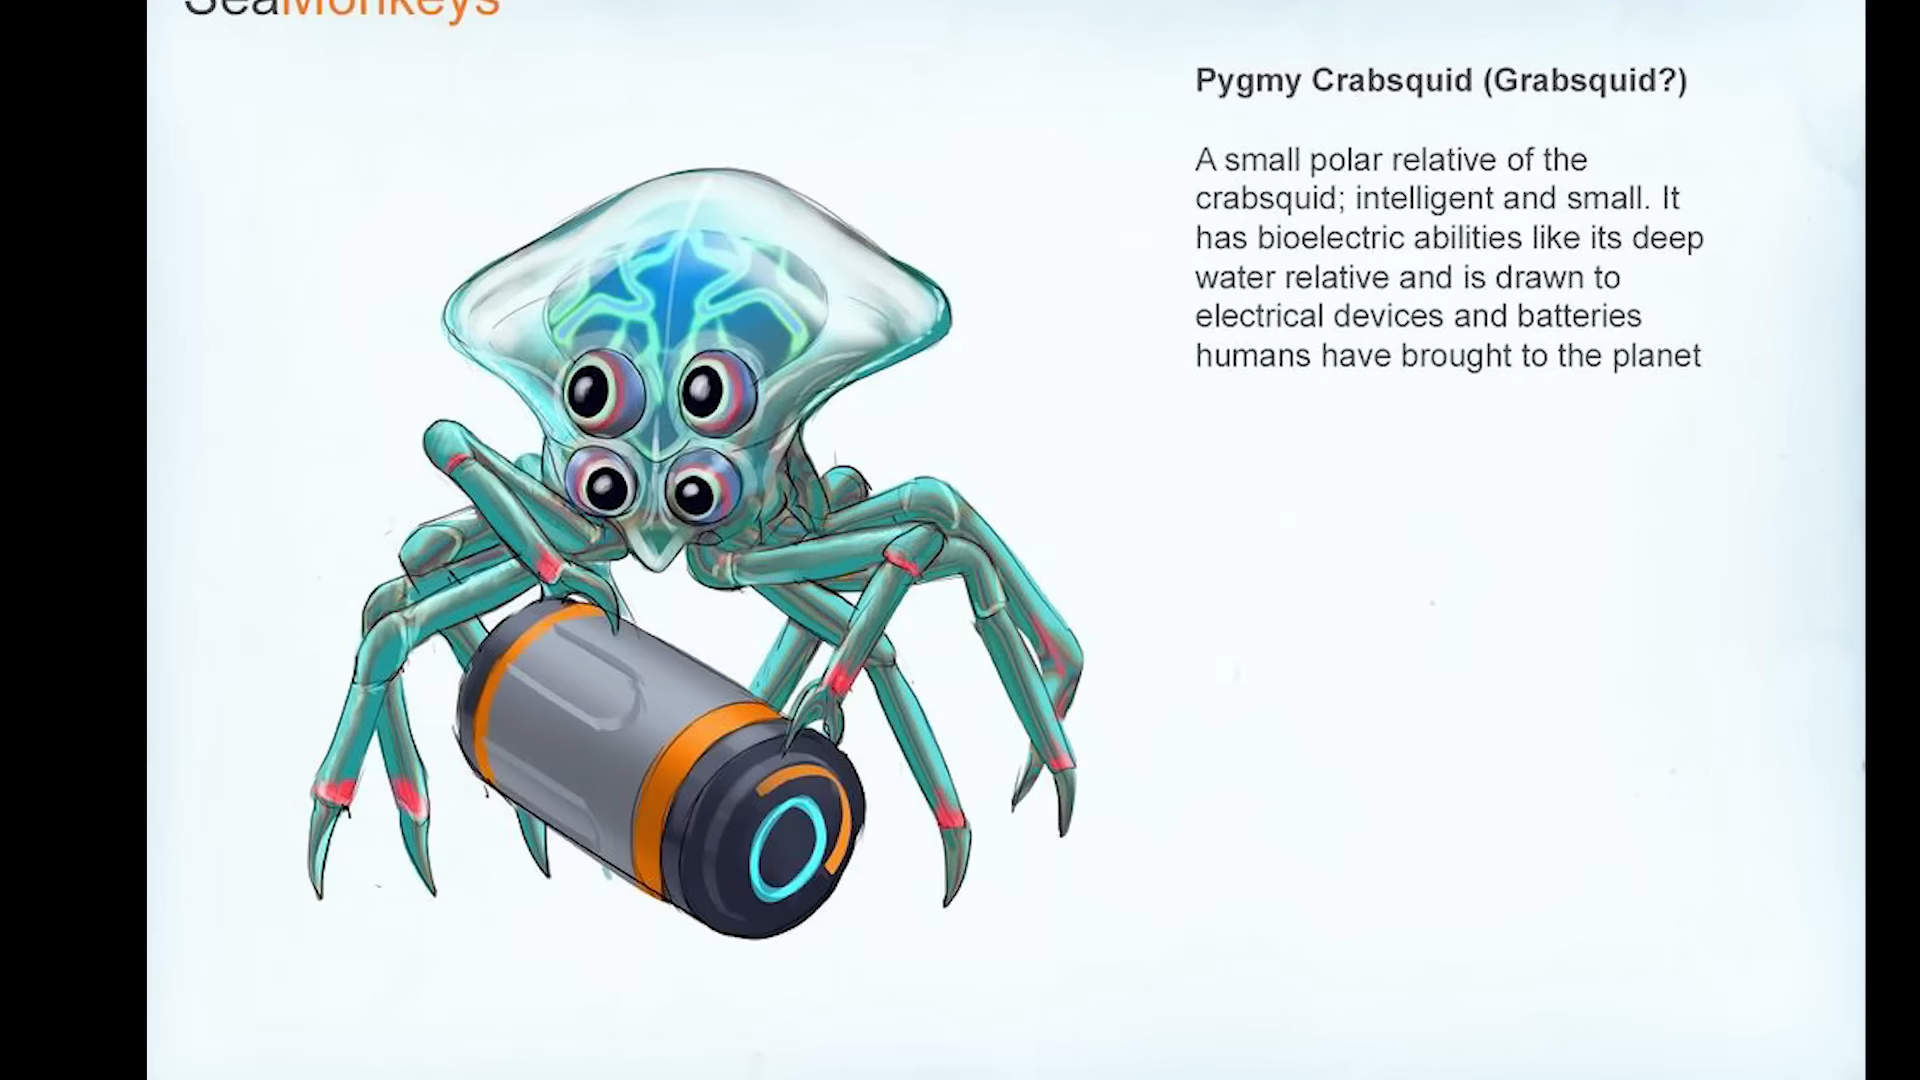 SeaMonkeys
Pygmy Crabsquid (Grabsquid?)
A small polar relative of the
crabsquid; intelligent and small. It
has bioelectric abilities like its deep
water relative and is drawn to
electrical devices and batteries
humans have brought to the planet